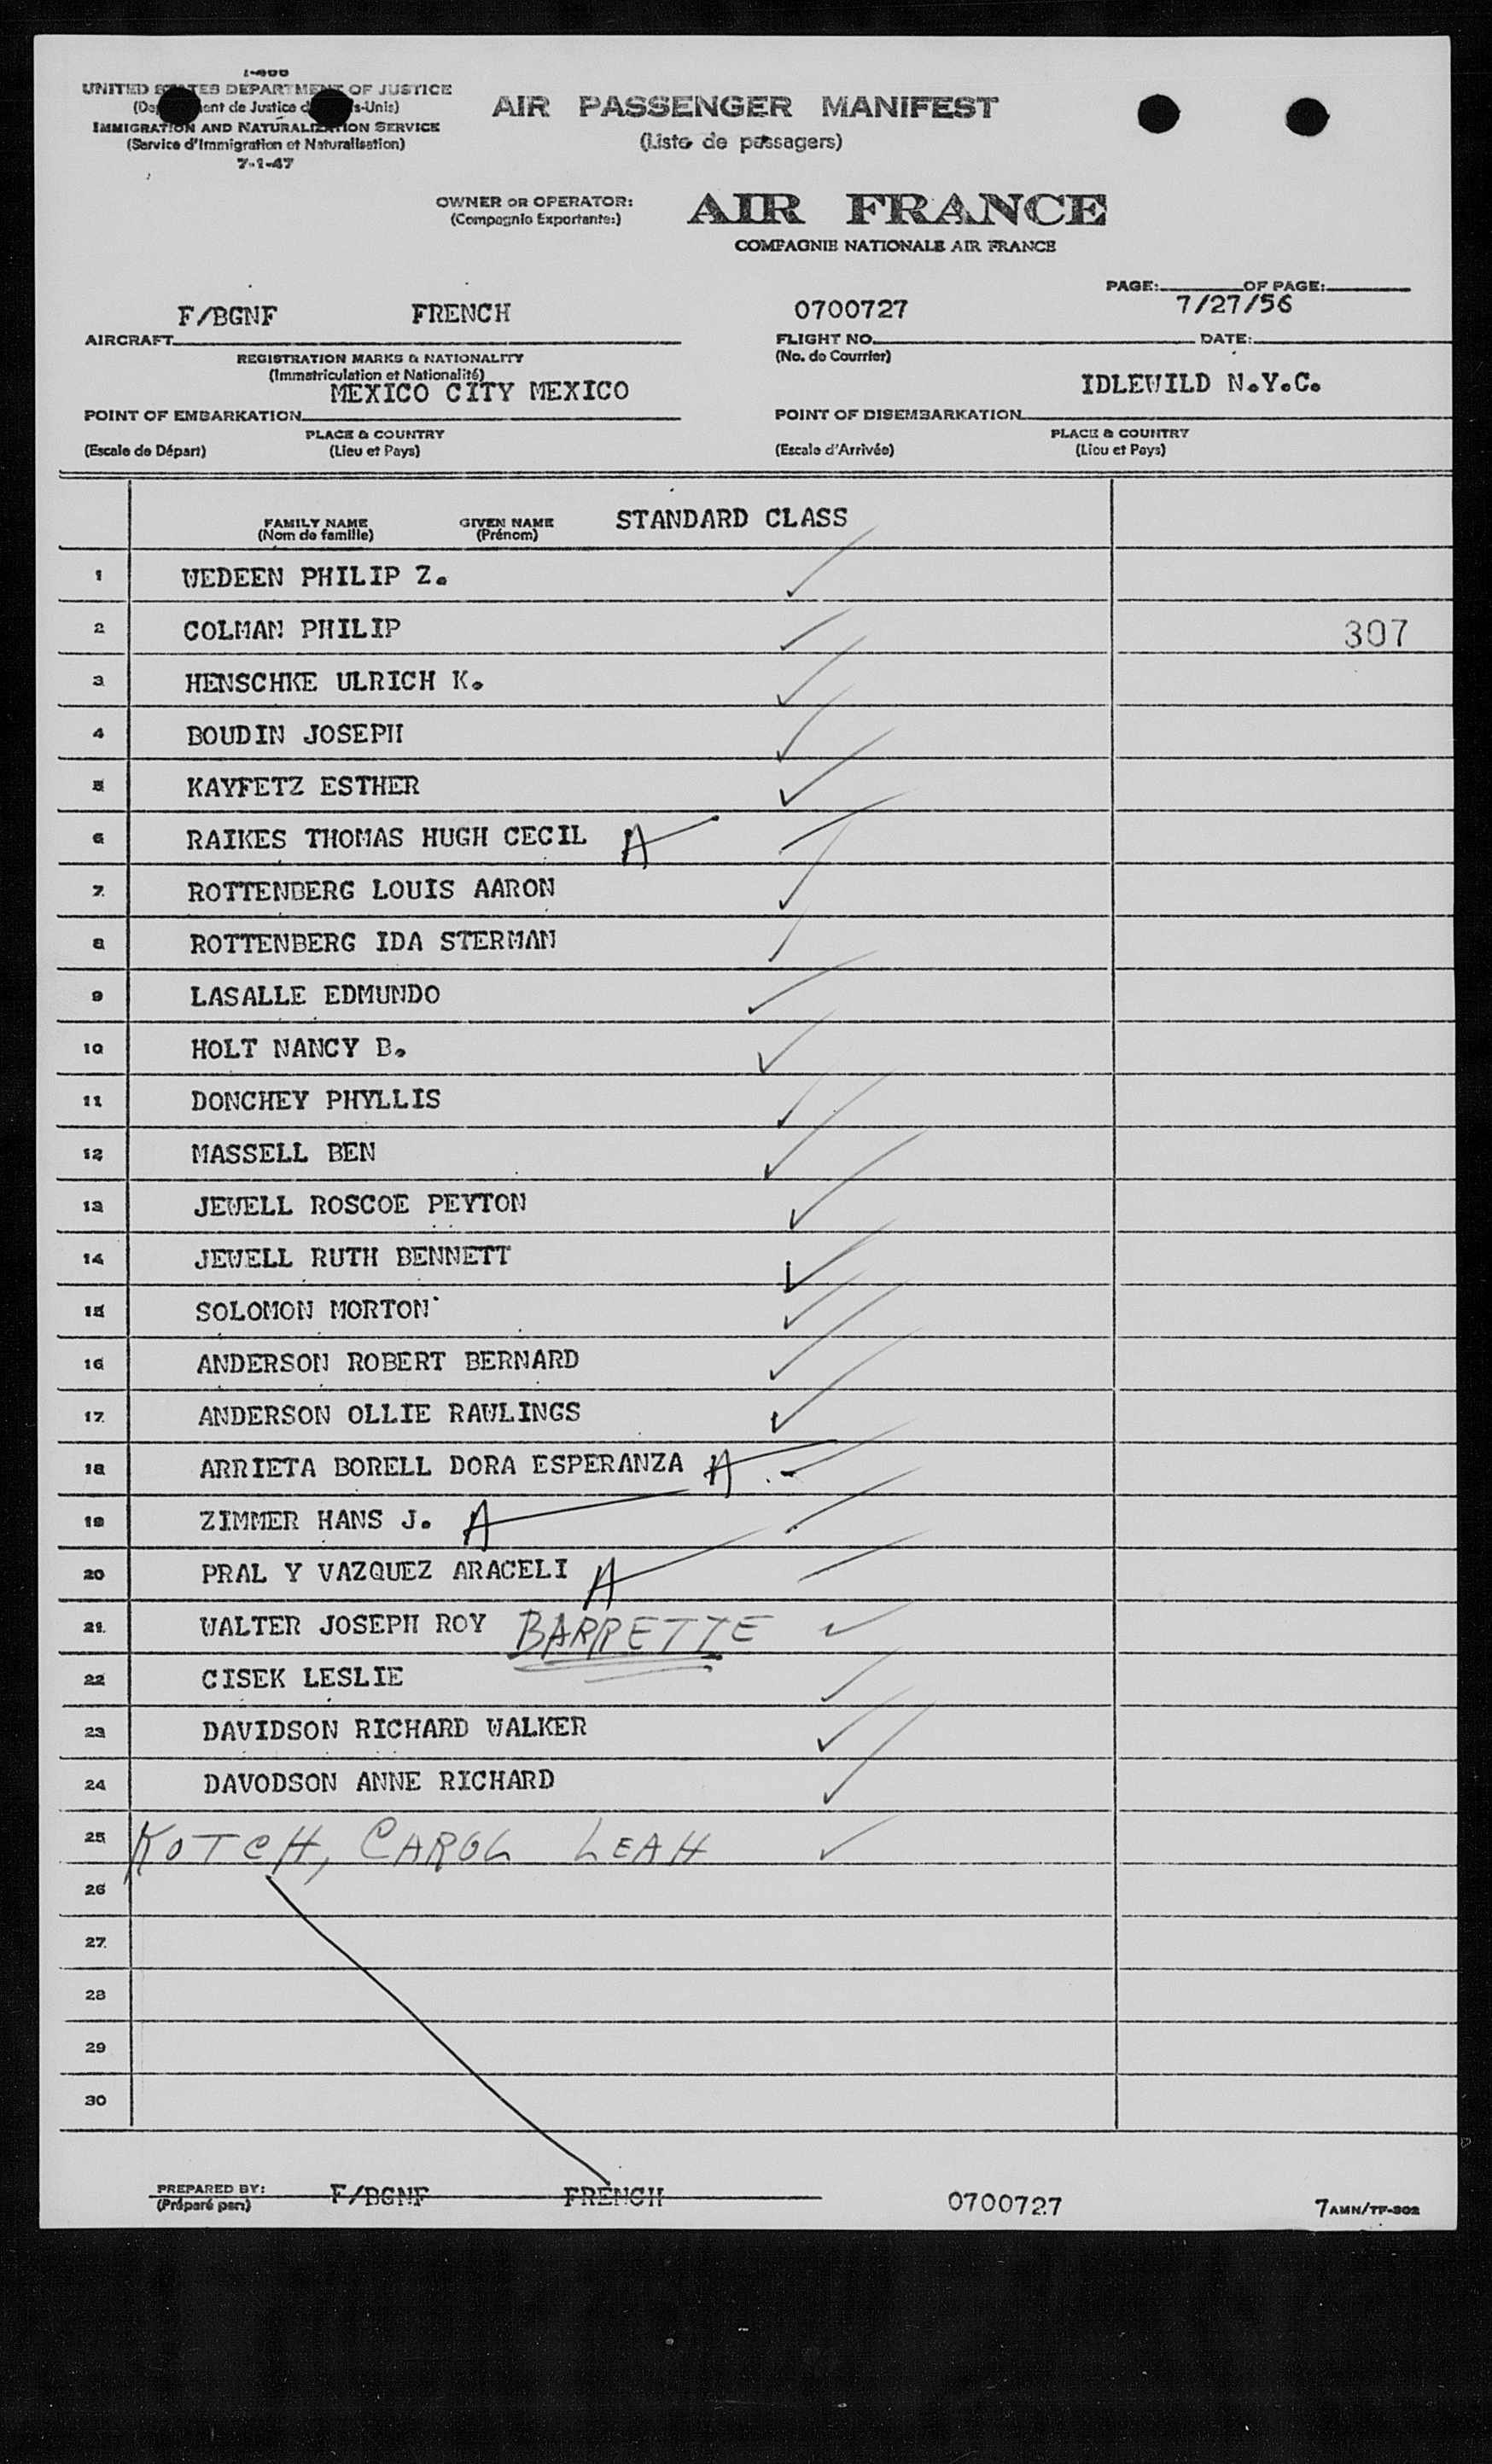 I-466
UNITED STATES DEPARTMENT OF JUSTICE
AIR PASSENGER MANIFEST
IMMIGRATION AND NATURALIZATION SERVICE
(Liste de passagers)
(Service d'Immigration et Naturalisation)
7-1-47
OWNER OR OPERATOR:
(Compagnie Exportante:)
AIR FRANCE
COMPAGNIE NATIONALE AIR FRANCE
PAGE: OF PAGE:
F/BGNF FRENCH 0700727 7/27/56
AIRCRAFT FLIGHT NO. DATE:
REGISTRATION MARKS & NATIONALITY (No. de Courrier)
(Immatriculation et Nationalité)
MEXICO CITY MEXICO IDLEWILD N.Y.C.
POINT OF EMBARKATION POINT OF DISEMBARKATION
PLACE & COUNTRY PLACE & COUNTRY
(Escale de Départ) (Lieu et Pays) (Escale d'Arrivée) (Lieu et Pays)
FAMILY NAME GIVEN NAME STANDARD CLASS
(Nom de famille) (Prénom)
1 WEDEEN PHILIP Z.
2 COLMAN PHILIP 307
3 HENSCHKE ULRICH K.
4 BOUDIN JOSEPH
5 KAYFETZ ESTHER
6 RAIKES THOMAS HUGH CECIL A
7 ROTTENBERG LOUIS AARON
8 ROTTENBERG IDA STERMAN
9 LASALLE EDMUNDO
10 HOLT NANCY B.
11 DONCHEY PHYLLIS
12 MASSELL BEN
13 JEWELL ROSCOE PEYTON
14 JEWELL RUTH BENNETT
15 SOLOMON MORTON
16 ANDERSON ROBERT BERNARD
17 ANDERSON OLLIE RAWLINGS
18 ARRIETA BORELL DORA ESPERANZA A
19 ZIMMER HANS J. A
20 PRAL Y VAZQUEZ ARACELI A
21 WALTER JOSEPH ROY BARRETTE
22 CISEK LESLIE
23 DAVIDSON RICHARD WALKER
24 DAVODSON ANNE RICHARD
25 KOTCH, CAROL LEAH
26
27
28
29
30
PREPARED BY: F/BGNF FRENCH 0700727 7AMN/TF-302
(Préparé par:)